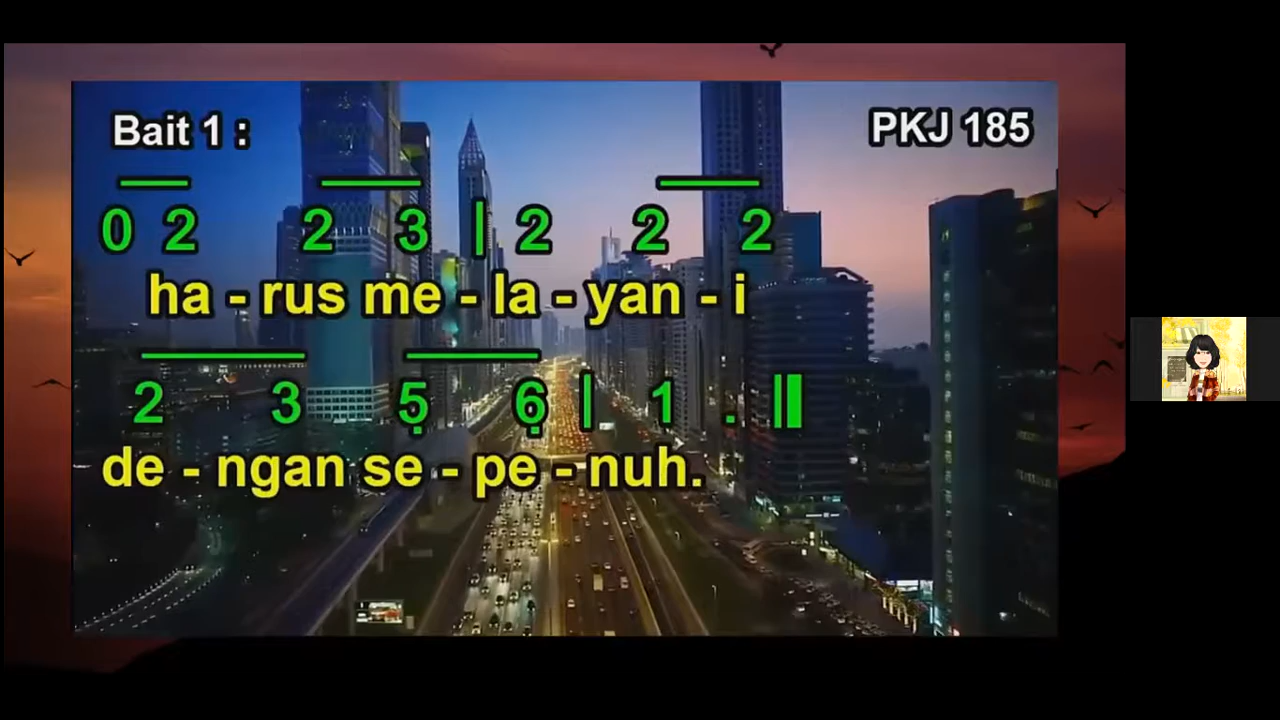 Bait 1 :
PKJ 185
0 2 2 3 | 2 2 2
ha - rus me - la - yan - i
2 3 5̣ 6̣ | 1 . ||
de - ngan se - pe - nuh.